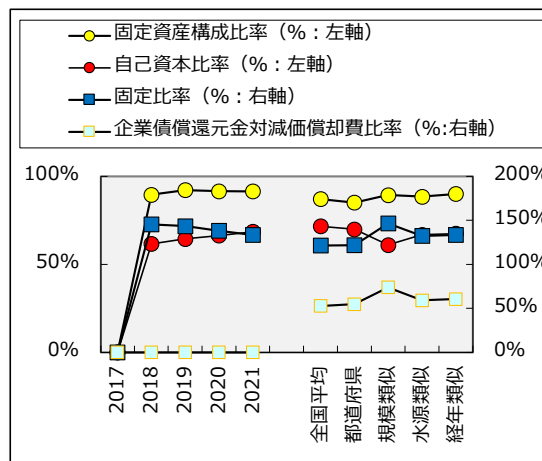 固定資産構成比率（%：左軸）
自己資本比率（%：左軸）
固定比率（%：右軸）
企業債償還元金対減価償却費比率（%:右軸）
100%
50%
0%
200%
150%
100%
50%
0%
2017
2018
2019
2020
2021
全国平均
都道府県
規模類似
水源類似
経年類似